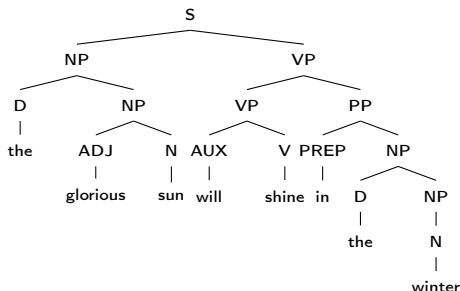 S
NP VP
D NP VP PP
the ADJ N AUX V PREP NP
glorious sun will shine in D NP
the N
winter